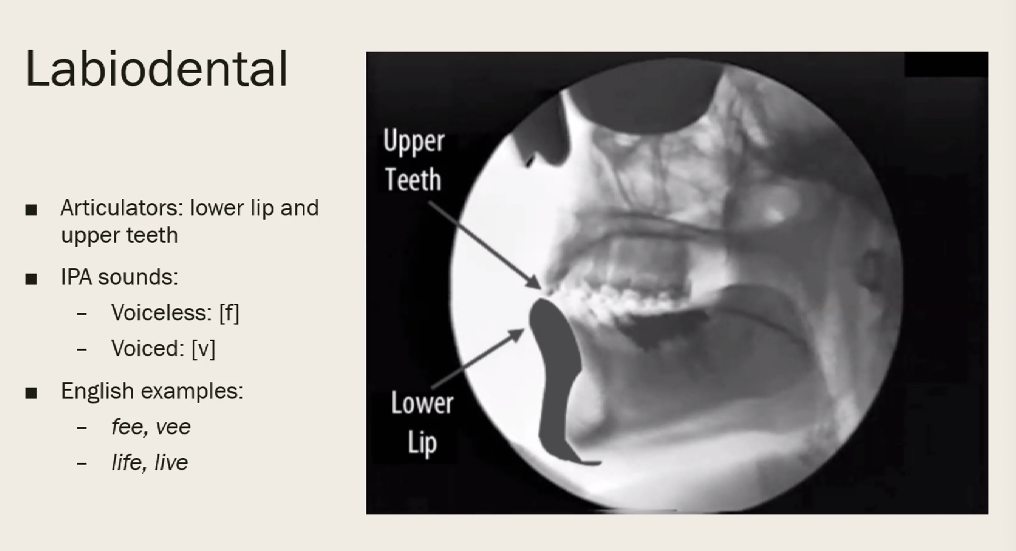 Labiodental
■ Articulators: lower lip and
upper teeth
■ IPA sounds:
– Voiceless: [f]
– Voiced: [v]
■ English examples:
– fee, vee
– life, live
Upper
Teeth
Lower
Lip